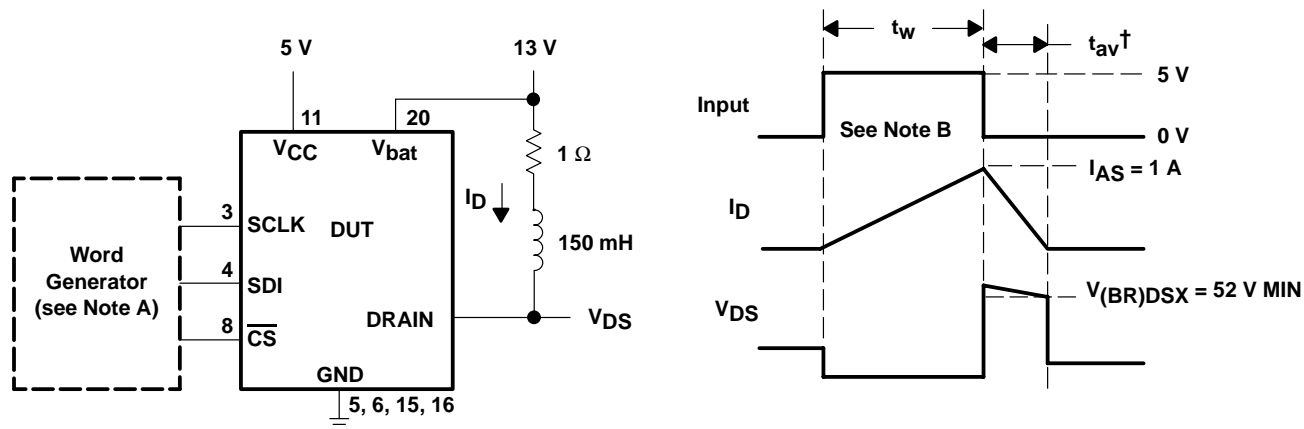 5 V
13 V
11
20
VCC
Vbat
1 Ω
ID
150 mH
Word
Generator
(see Note A)
3
SCLK
DUT
4
SDI
8
CS
DRAIN
VDS
GND
5, 6, 15, 16
tw
tav†
5 V
Input
See Note B
0 V
IAS = 1 A
ID
V(BR)DSX = 52 V MIN
VDS